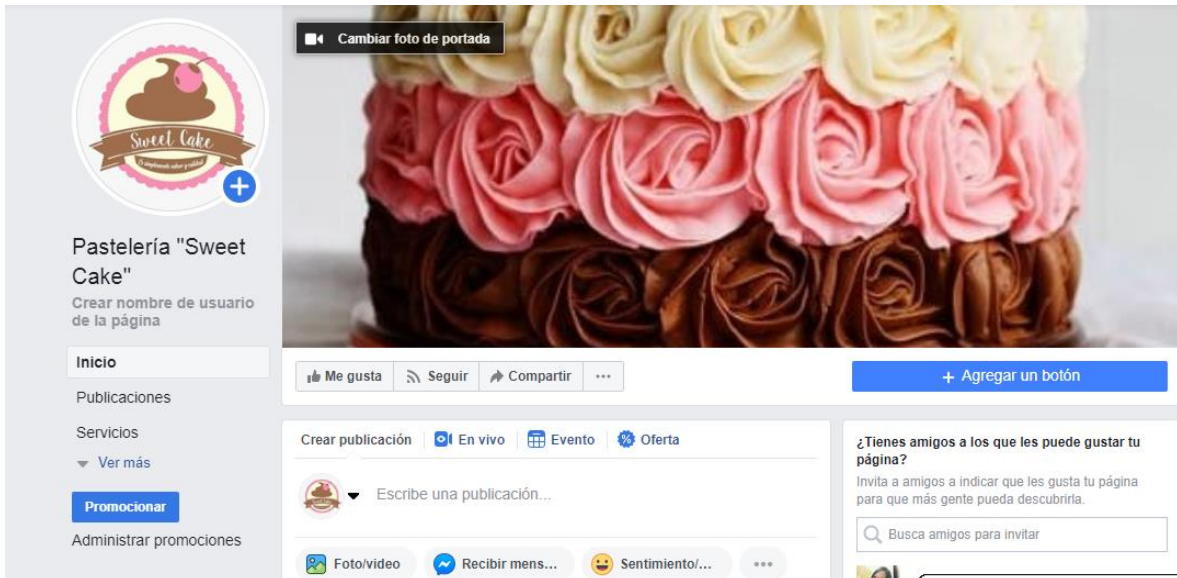 Cambiar foto de portada
Sweet Cake
Pastelería "Sweet
Cake"
Crear nombre de usuario
de la página
Inicio
Publicaciones
Servicios
Ver más
Promocionar
Administrar promociones
Me gusta
Seguir
Compartir
+ Agregar un botón
Crear publicación
En vivo
Evento
Oferta
Escribe una publicación...
Foto/video
Recibir mens...
Sentimiento/...
¿Tienes amigos a los que les puede gustar tu
página?
Invita a amigos a indicar que les gusta tu página
para que más gente pueda descubrirla.
Busca amigos para invitar